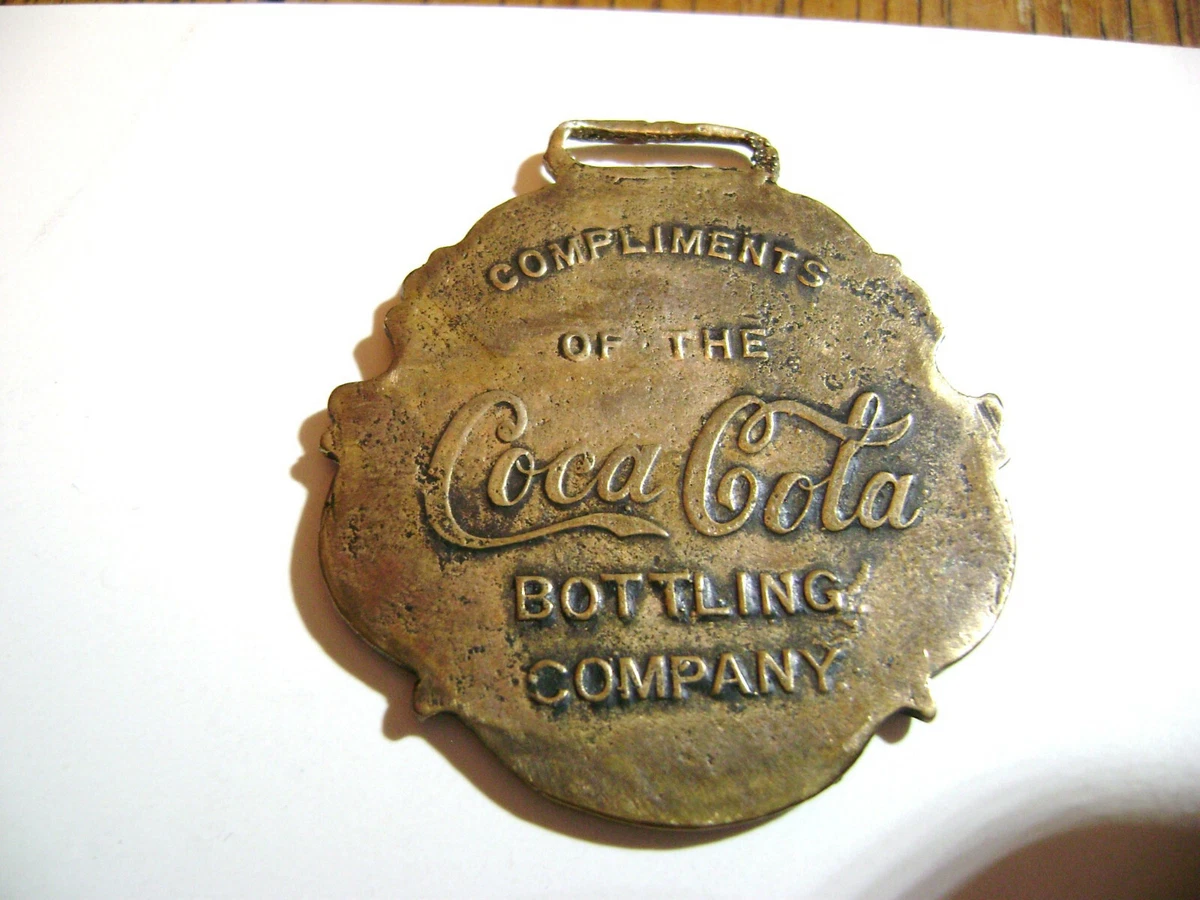 COMPLIMENTS
OF THE
Coca Cola
BOTTLING
COMPANY